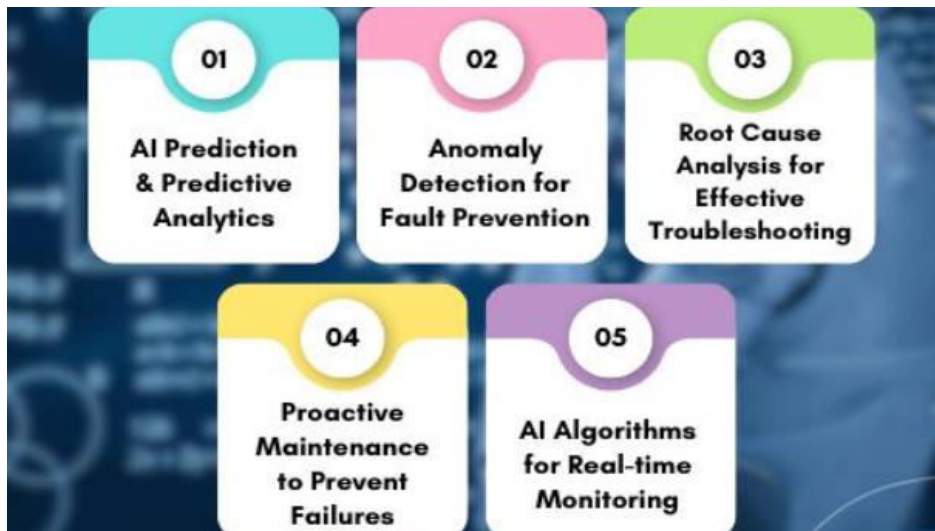 01
AI Prediction
& Predictive
Analytics
02
Anomaly
Detection for
Fault Prevention
03
Root Cause
Analysis for
Effective
Troubleshooting
04
Proactive
Maintenance
to Prevent
Failures
05
AI Algorithms
for Real-time
Monitoring